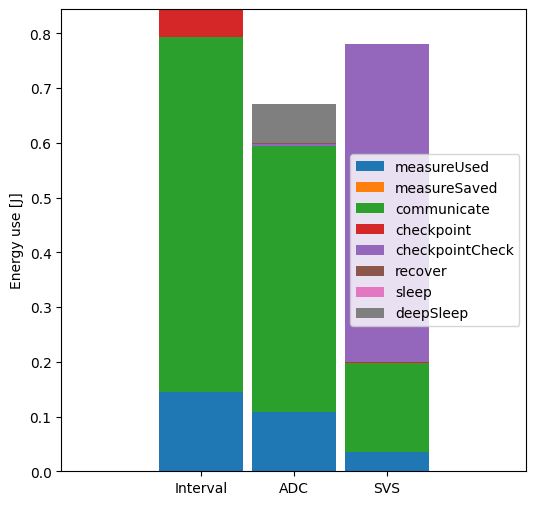 0.8
0.7
0.6
0.5
0.4
0.3
0.2
0.1
0.0
Energy use [J]
measureUsed
measureSaved
communicate
checkpoint
checkpointCheck
recover
sleep
deepSleep
Interval
ADC
SVS